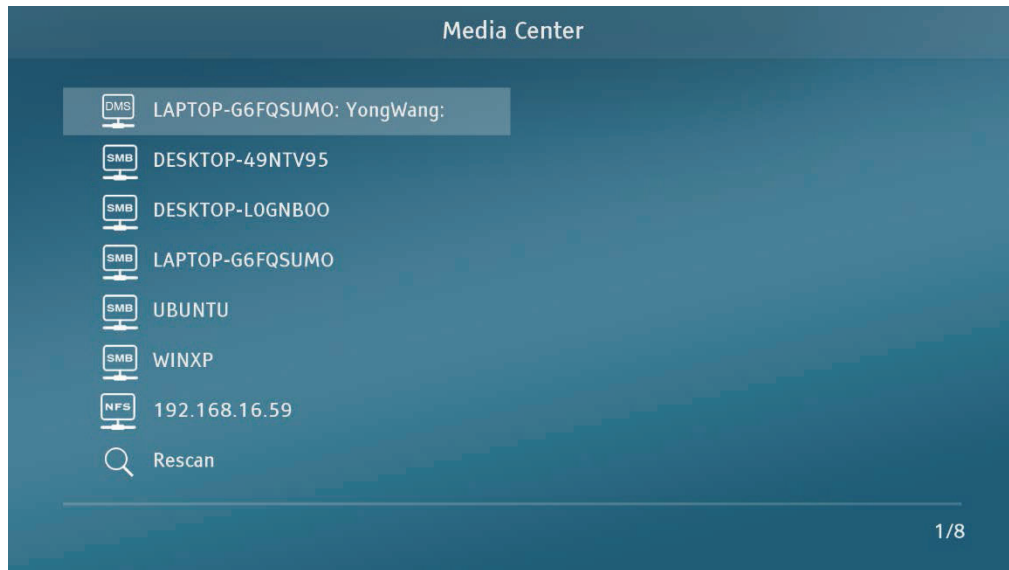 Media Center
DMS LAPTOP-G6FQSUMO: YongWang:
SMB DESKTOP-49NTV95
SMB DESKTOP-L0GNB0O
SMB LAPTOP-G6FQSUMO
SMB UBUNTU
SMB WINXP
NFS 192.168.16.59
Rescan
1/8